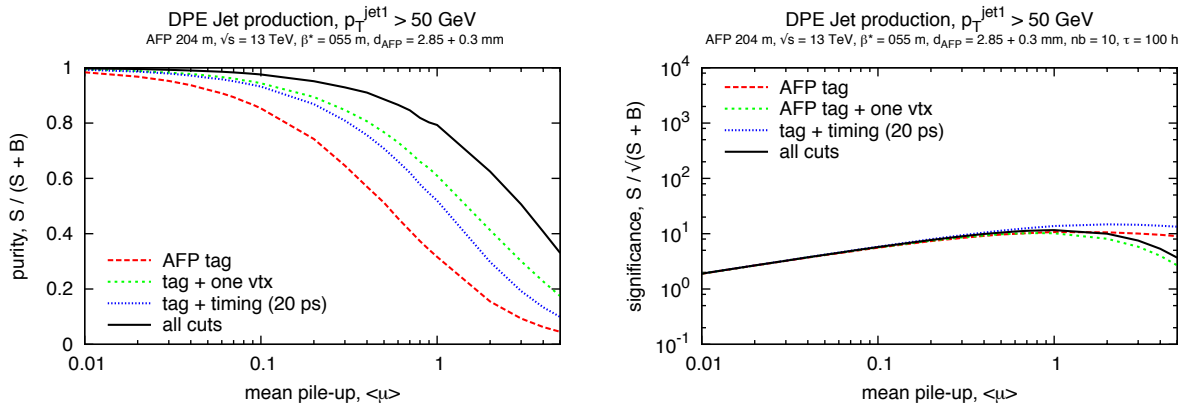 DPE Jet production, p_T^jet1 > 50 GeV
AFP 204 m, √s = 13 TeV, β* = 055 m, d_AFP = 2.85 + 0.3 mm
purity, S / (S + B)
1
0.8
0.6
0.4
0.2
0
AFP tag
tag + one vtx
tag + timing (20 ps)
all cuts
0.01
0.1
1
mean pile-up, <μ>
DPE Jet production, p_T^jet1 > 50 GeV
AFP 204 m, √s = 13 TeV, β* = 055 m, d_AFP = 2.85 + 0.3 mm, nb = 10, τ = 100 h
significance, S / √(S + B)
10^4
10^3
10^2
10^1
10^0
10^-1
AFP tag
AFP tag + one vtx
tag + timing (20 ps)
all cuts
0.01
0.1
1
mean pile-up, <μ>